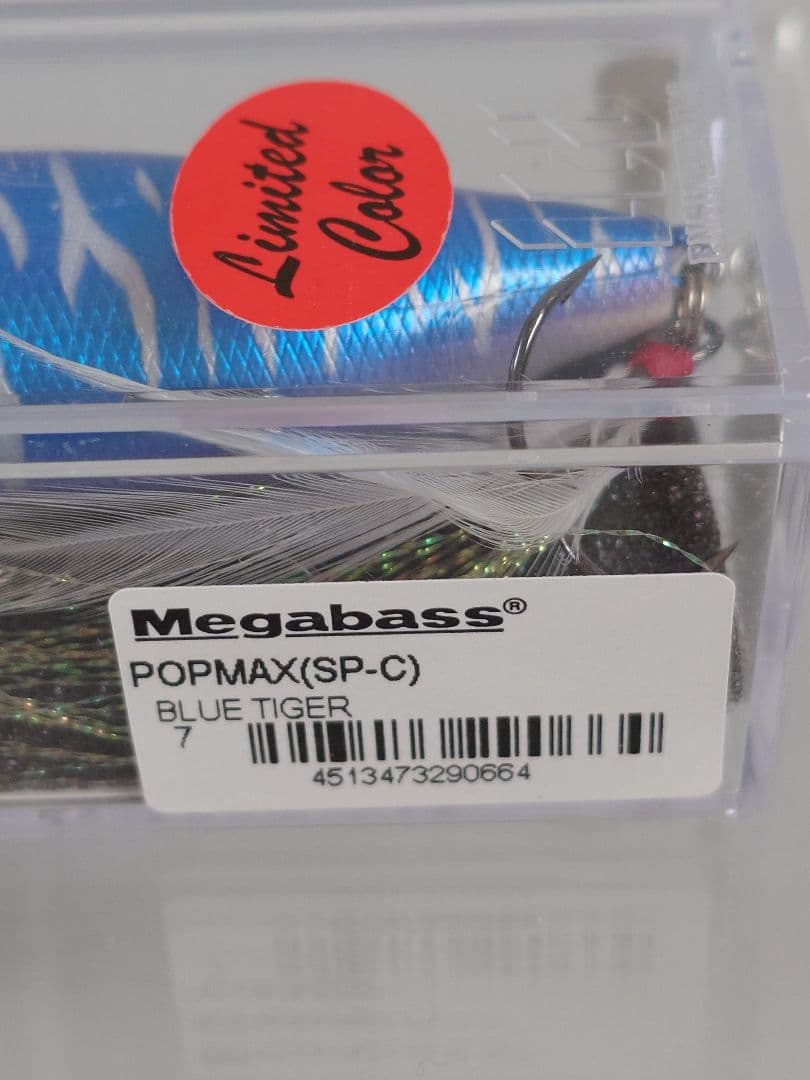 Limited
Color
Megabass®
POPMAX(SP-C)
BLUE TIGER
7
4513473290664